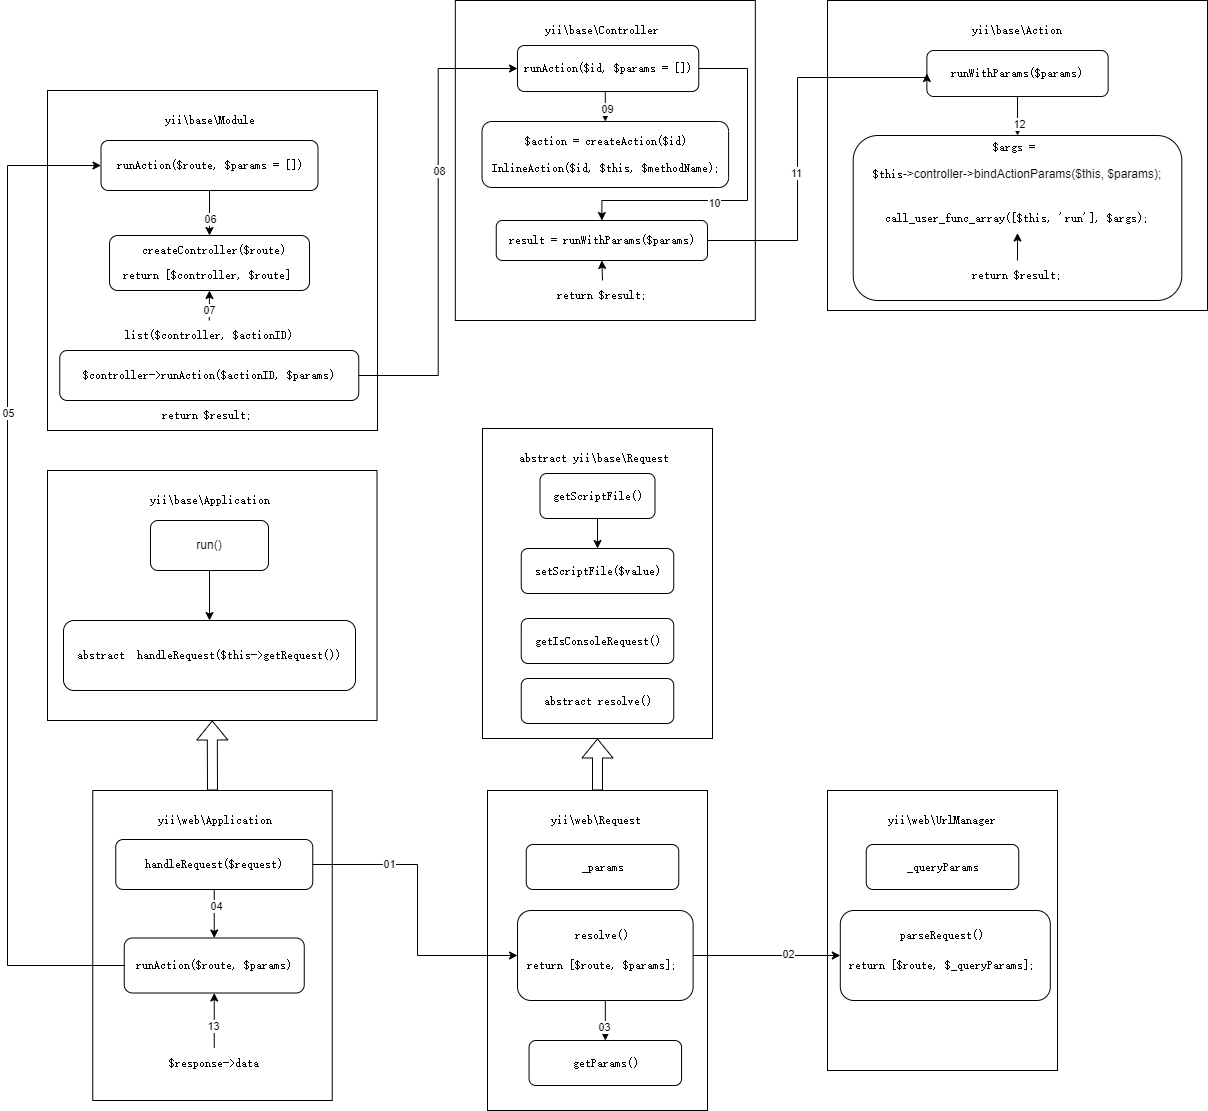 yii\base\Controller
runAction($id, $params = [])
09
$action = createAction($id)
InlineAction($id, $this, $methodName);
10
result = runWithParams($params)
return $result;
yii\base\Action
runWithParams($params)
12
$args =
$this->controller->bindActionParams($this, $params);
call_user_func_array([$this, 'run'], $args);
return $result;
11
08
yii\base\Module
runAction($route, $params = [])
06
createController($route)
return [$controller, $route]
07
list($controller, $actionID)
$controller->runAction($actionID, $params)
return $result;
05
yii\base\Application
run()
abstract  handleRequest($this->getRequest())
abstract yii\base\Request
getScriptFile()
setScriptFile($value)
getIsConsoleRequest()
abstract resolve()
yii\web\Application
handleRequest($request)
01
04
runAction($route, $params)
13
$response->data
yii\web\Request
_params
resolve()
return [$route, $params];
02
03
getParams()
yii\web\UrlManager
_queryParams
parseRequest()
return [$route, $_queryParams];